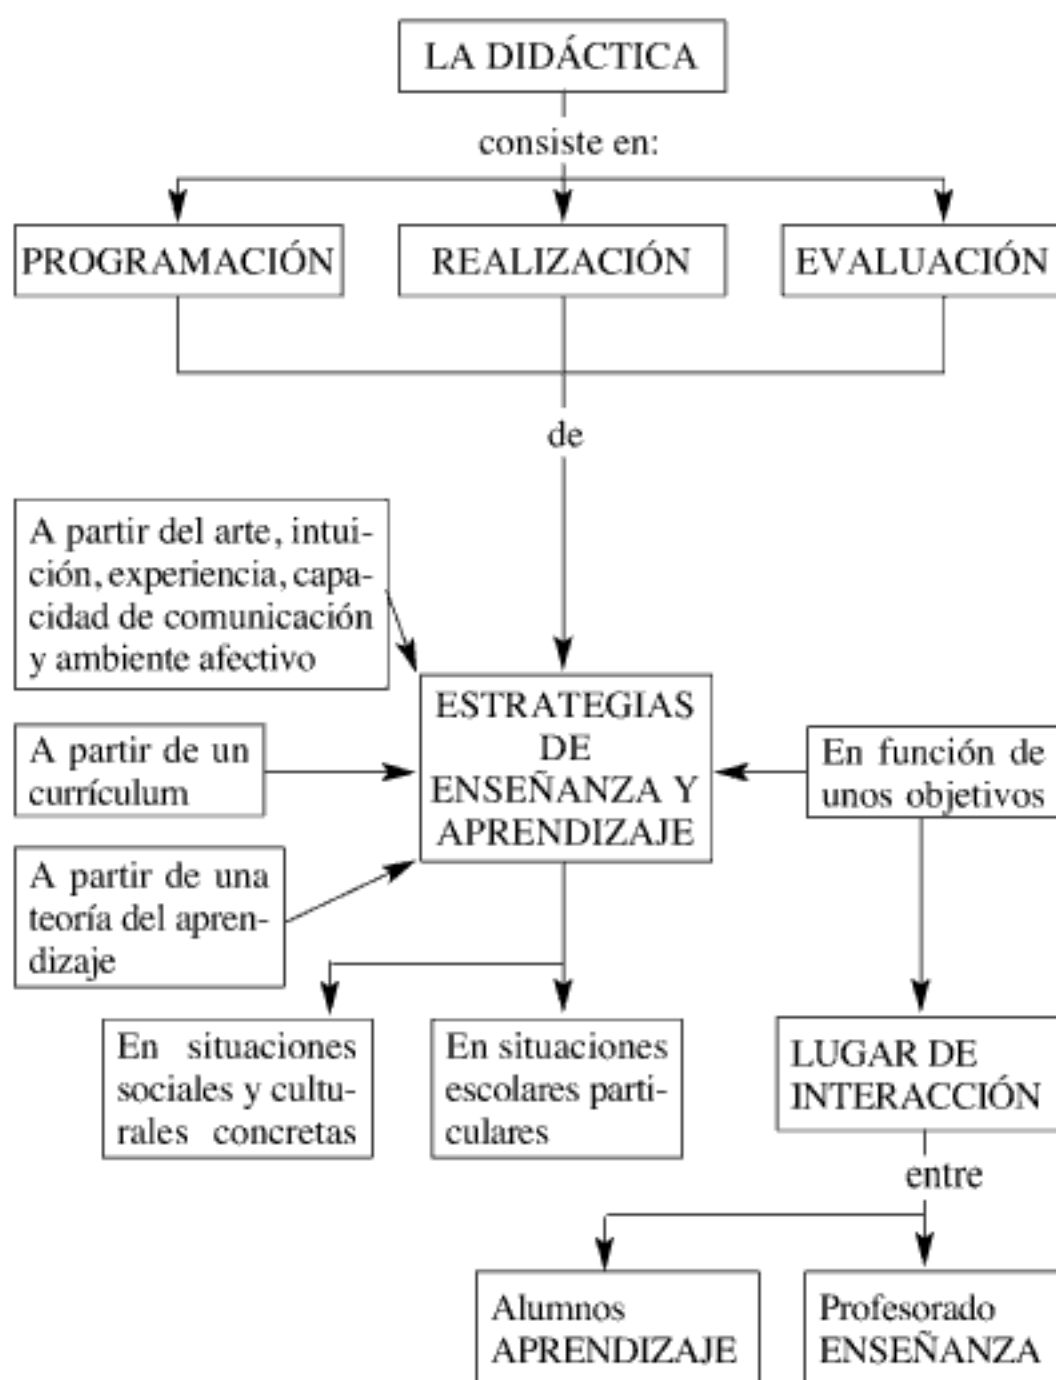 LA DIDÁCTICA
consiste en:
PROGRAMACIÓN
REALIZACIÓN
EVALUACIÓN
de
A partir del arte, intui-
ción, experiencia, capa-
cidad de comunicación
y ambiente afectivo
ESTRATEGIAS
DE
ENSEÑANZA Y
APRENDIZAJE
A partir de un
currículum
En función de
unos objetivos
A partir de una
teoría del apren-
dizaje
En situaciones
sociales y cultu-
rales concretas
En situaciones
escolares parti-
culares
LUGAR DE
INTERACCIÓN
entre
Alumnos
APRENDIZAJE
Profesorado
ENSEÑANZA